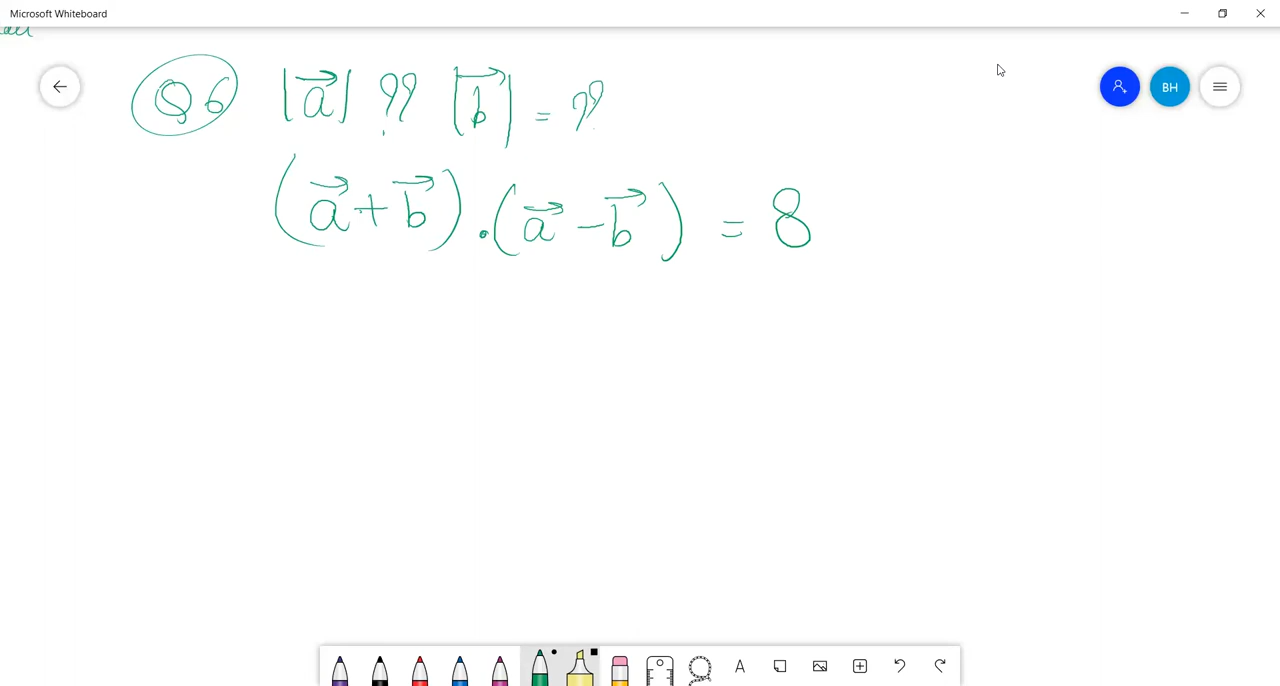 Microsoft Whiteboard
Q6 |a⃗| ?? |b⃗| = ??
(a⃗ + b⃗) . (a⃗ − b⃗) = 8
BH
A